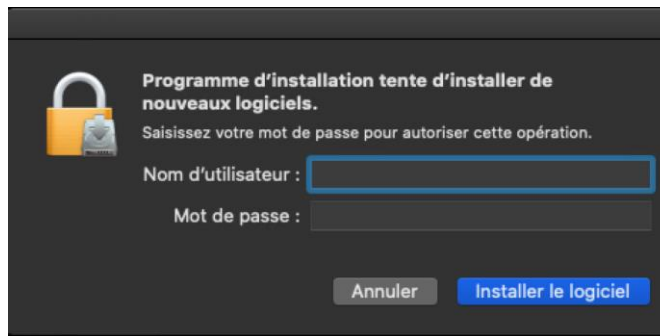 Programme d'installation tente d'installer de
nouveaux logiciels.
Saisissez votre mot de passe pour autoriser cette opération.
Nom d'utilisateur :
Mot de passe :
Annuler Installer le logiciel